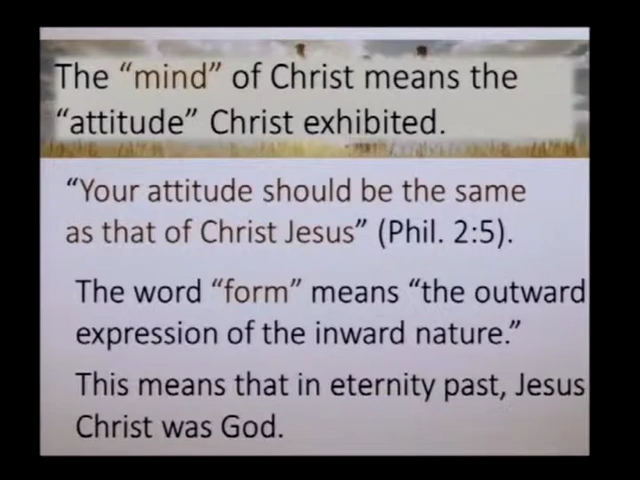 The “mind” of Christ means the
“attitude” Christ exhibited.
“Your attitude should be the same
as that of Christ Jesus” (Phil. 2:5).
The word “form” means “the outward
expression of the inward nature.”
This means that in eternity past, Jesus
Christ was God.